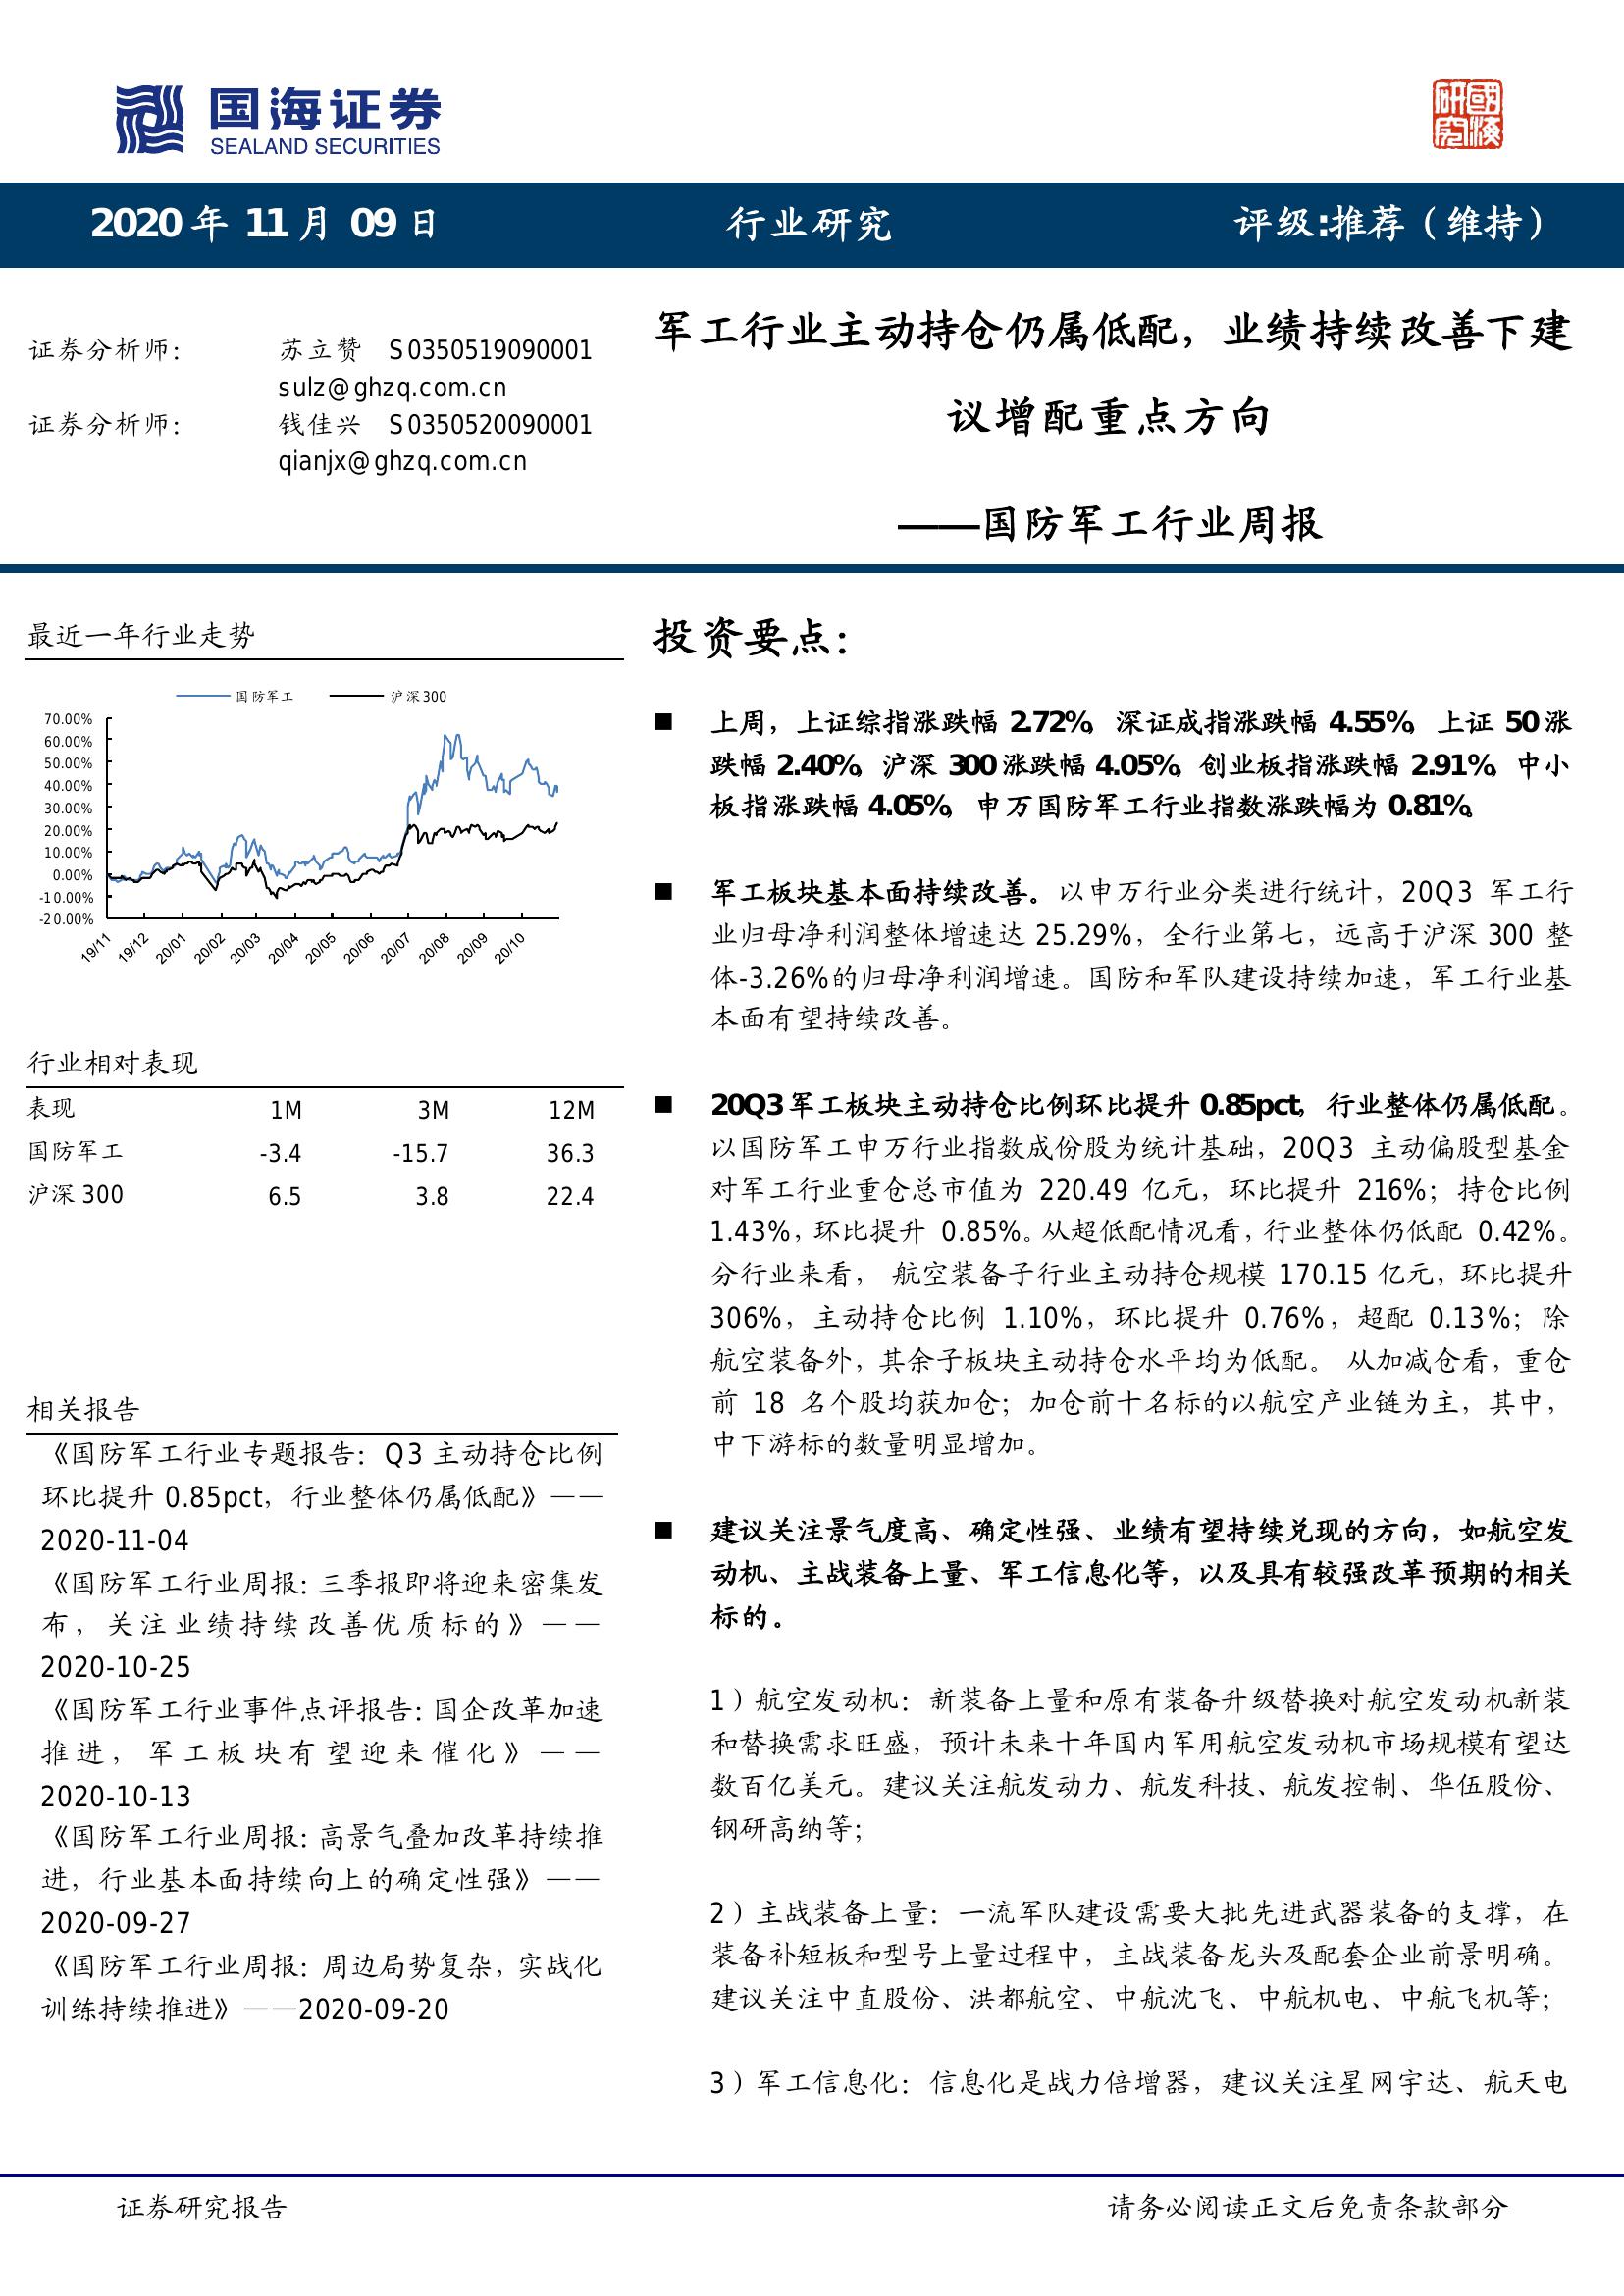 国海证券
SEALAND SECURITIES
國海研究
2020 年 11 月 09 日
行业研究
评级:推荐（维持）
证券分析师：
苏立赞 S0350519090001
sulz@ghzq.com.cn
证券分析师：
钱佳兴 S0350520090001
qianjx@ghzq.com.cn
军工行业主动持仓仍属低配，业绩持续改善下建
议增配重点方向
——国防军工行业周报
最近一年行业走势
国防军工 沪深300
70.00%
60.00%
50.00%
40.00%
30.00%
20.00%
10.00%
0.00%
-10.00%
-20.00%
19/11 19/12 20/01 20/02 20/03 20/04 20/05 20/06 20/07 20/08 20/09 20/10
行业相对表现
表现 1M 3M 12M
国防军工 -3.4 -15.7 36.3
沪深 300 6.5 3.8 22.4
相关报告
《国防军工行业专题报告：Q3 主动持仓比例
环比提升 0.85pct，行业整体仍属低配》——
2020-11-04
《国防军工行业周报：三季报即将迎来密集发
布，关注业绩持续改善优质标的》——
2020-10-25
《国防军工行业事件点评报告：国企改革加速
推进，军工板块有望迎来催化》——
2020-10-13
《国防军工行业周报：高景气叠加改革持续推
进，行业基本面持续向上的确定性强》——
2020-09-27
《国防军工行业周报：周边局势复杂，实战化
训练持续推进》——2020-09-20
投资要点：
■ 上周，上证综指涨跌幅 2.72%，深证成指涨跌幅 4.55%，上证 50 涨
跌幅 2.40%，沪深 300 涨跌幅 4.05%，创业板指涨跌幅 2.91%，中小
板指涨跌幅 4.05%，申万国防军工行业指数涨跌幅为 0.81%。
■ 军工板块基本面持续改善。以申万行业分类进行统计，20Q3 军工行
业归母净利润整体增速达 25.29%，全行业第七，远高于沪深 300 整
体-3.26%的归母净利润增速。国防和军队建设持续加速，军工行业基
本面有望持续改善。
■ 20Q3 军工板块主动持仓比例环比提升 0.85pct，行业整体仍属低配。
以国防军工申万行业指数成份股为统计基础，20Q3 主动偏股型基金
对军工行业重仓总市值为 220.49 亿元，环比提升 216%；持仓比例
1.43%，环比提升 0.85%。从超低配情况看，行业整体仍低配 0.42%。
分行业来看， 航空装备子行业主动持仓规模 170.15 亿元，环比提升
306%，主动持仓比例 1.10%，环比提升 0.76%，超配 0.13%；除
航空装备外，其余子板块主动持仓水平均为低配。 从加减仓看，重仓
前 18 名个股均获加仓；加仓前十名标的以航空产业链为主，其中，
中下游标的数量明显增加。
■ 建议关注景气度高、确定性强、业绩有望持续兑现的方向，如航空发
动机、主战装备上量、军工信息化等，以及具有较强改革预期的相关
标的。
1）航空发动机：新装备上量和原有装备升级替换对航空发动机新装
和替换需求旺盛，预计未来十年国内军用航空发动机市场规模有望达
数百亿美元。建议关注航发动力、航发科技、航发控制、华伍股份、
钢研高纳等；
2）主战装备上量：一流军队建设需要大批先进武器装备的支撑，在
装备补短板和型号上量过程中，主战装备龙头及配套企业前景明确。
建议关注中直股份、洪都航空、中航沈飞、中航机电、中航飞机等；
3）军工信息化：信息化是战力倍增器，建议关注星网宇达、航天电
证券研究报告
请务必阅读正文后免责条款部分